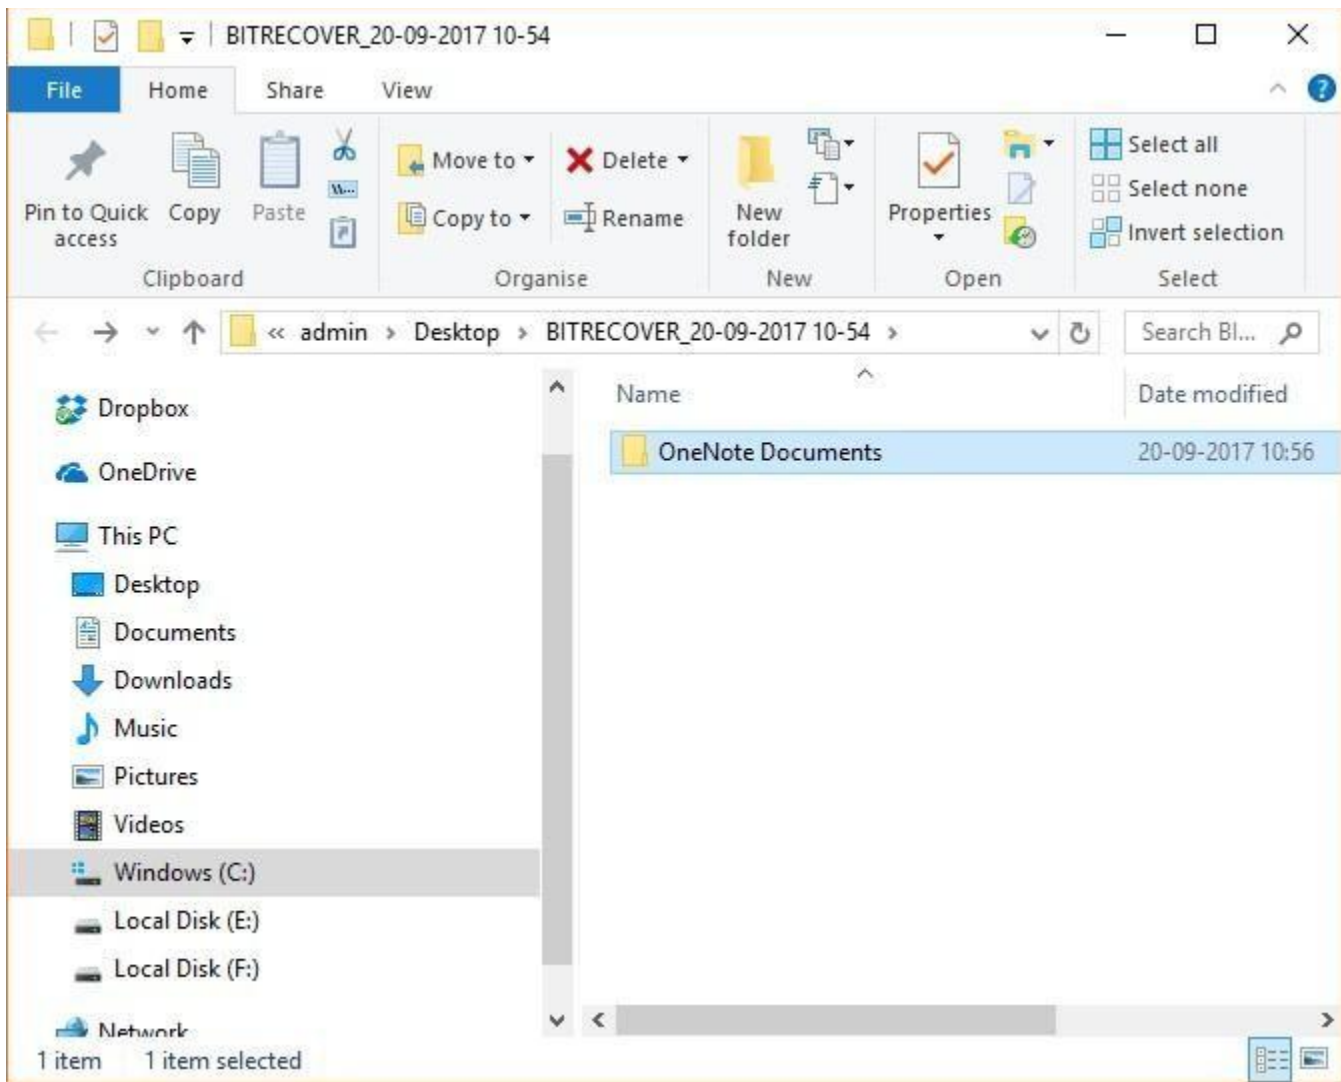 BITRECOVER_20-09-2017 10-54
File Home Share View
Pin to Quick access
Copy
Paste
Move to
Copy to
Delete
Rename
New folder
Properties
Select all
Select none
Invert selection
Clipboard Organise New Open Select
« admin > Desktop > BITRECOVER_20-09-2017 10-54 >
Search BI...
Dropbox
OneDrive
This PC
Desktop
Documents
Downloads
Music
Pictures
Videos
Windows (C:)
Local Disk (E:)
Local Disk (F:)
Network
Name Date modified
OneNote Documents 20-09-2017 10:56
1 item 1 item selected